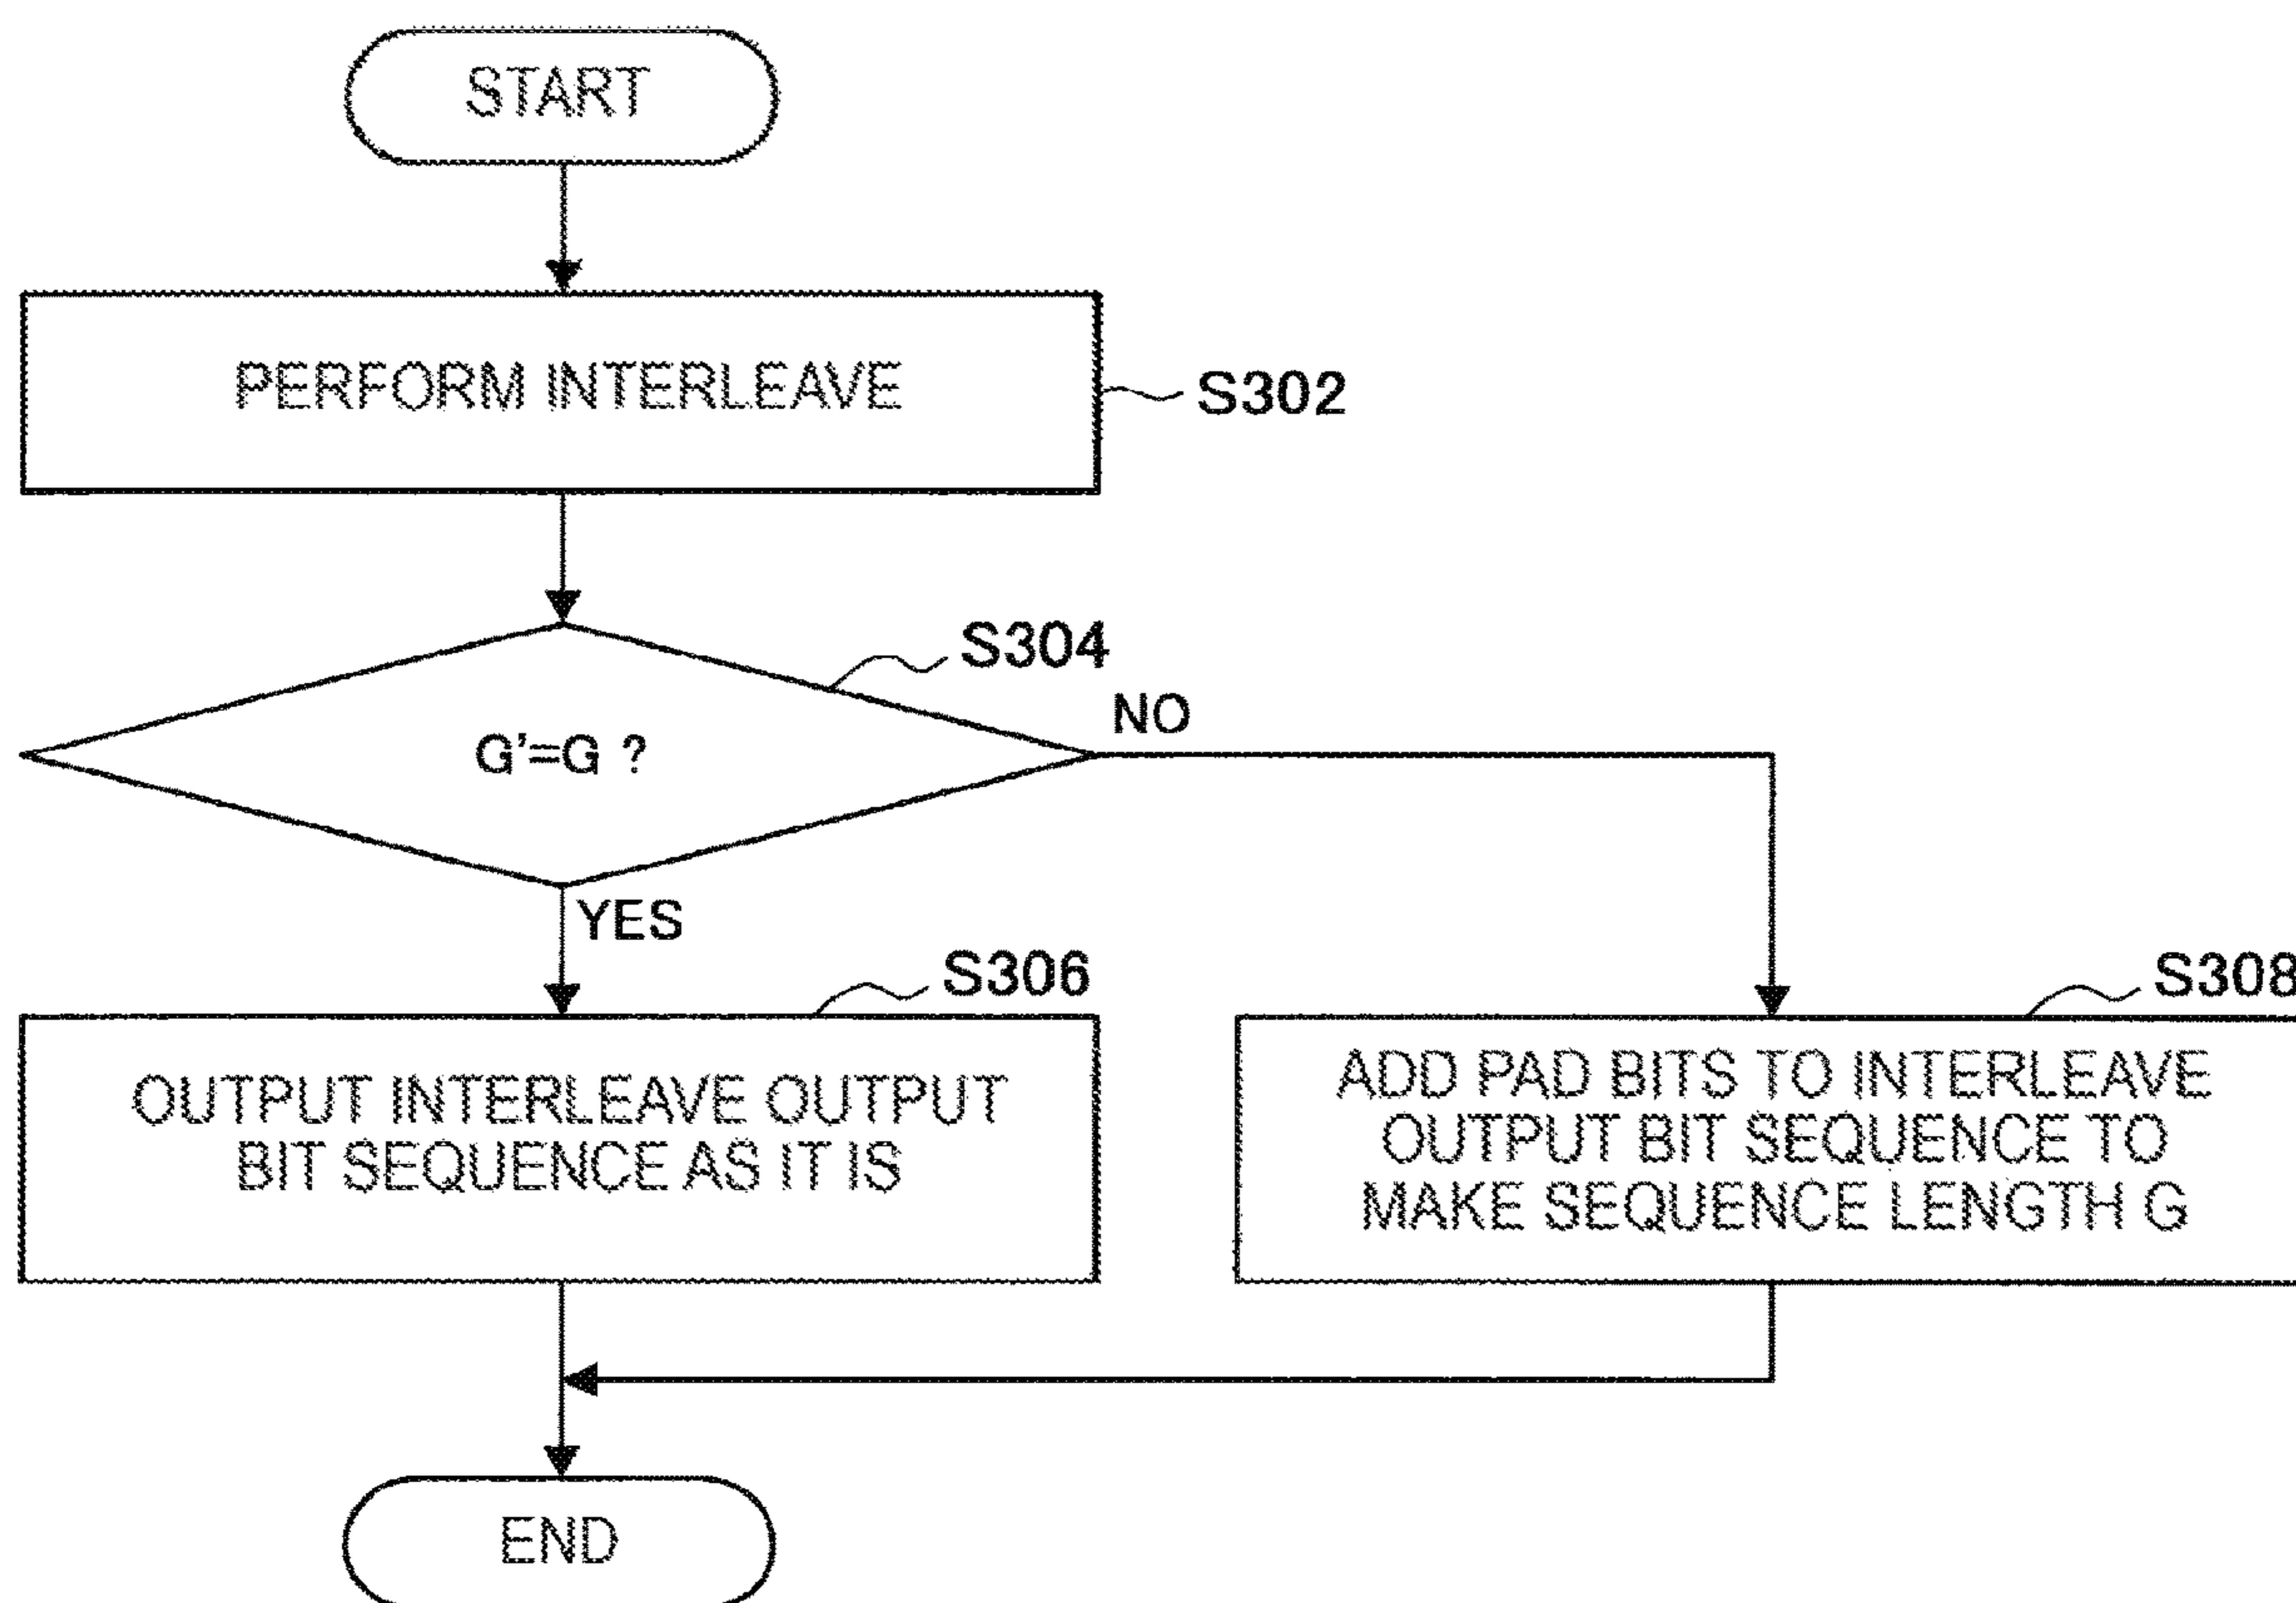 START
PERFORM INTERLEAVE
S302
S304
G'=G ?
NO
YES
S306
OUTPUT INTERLEAVE OUTPUT
BIT SEQUENCE AS IT IS
S308
ADD PAD BITS TO INTERLEAVE
OUTPUT BIT SEQUENCE TO
MAKE SEQUENCE LENGTH G
END